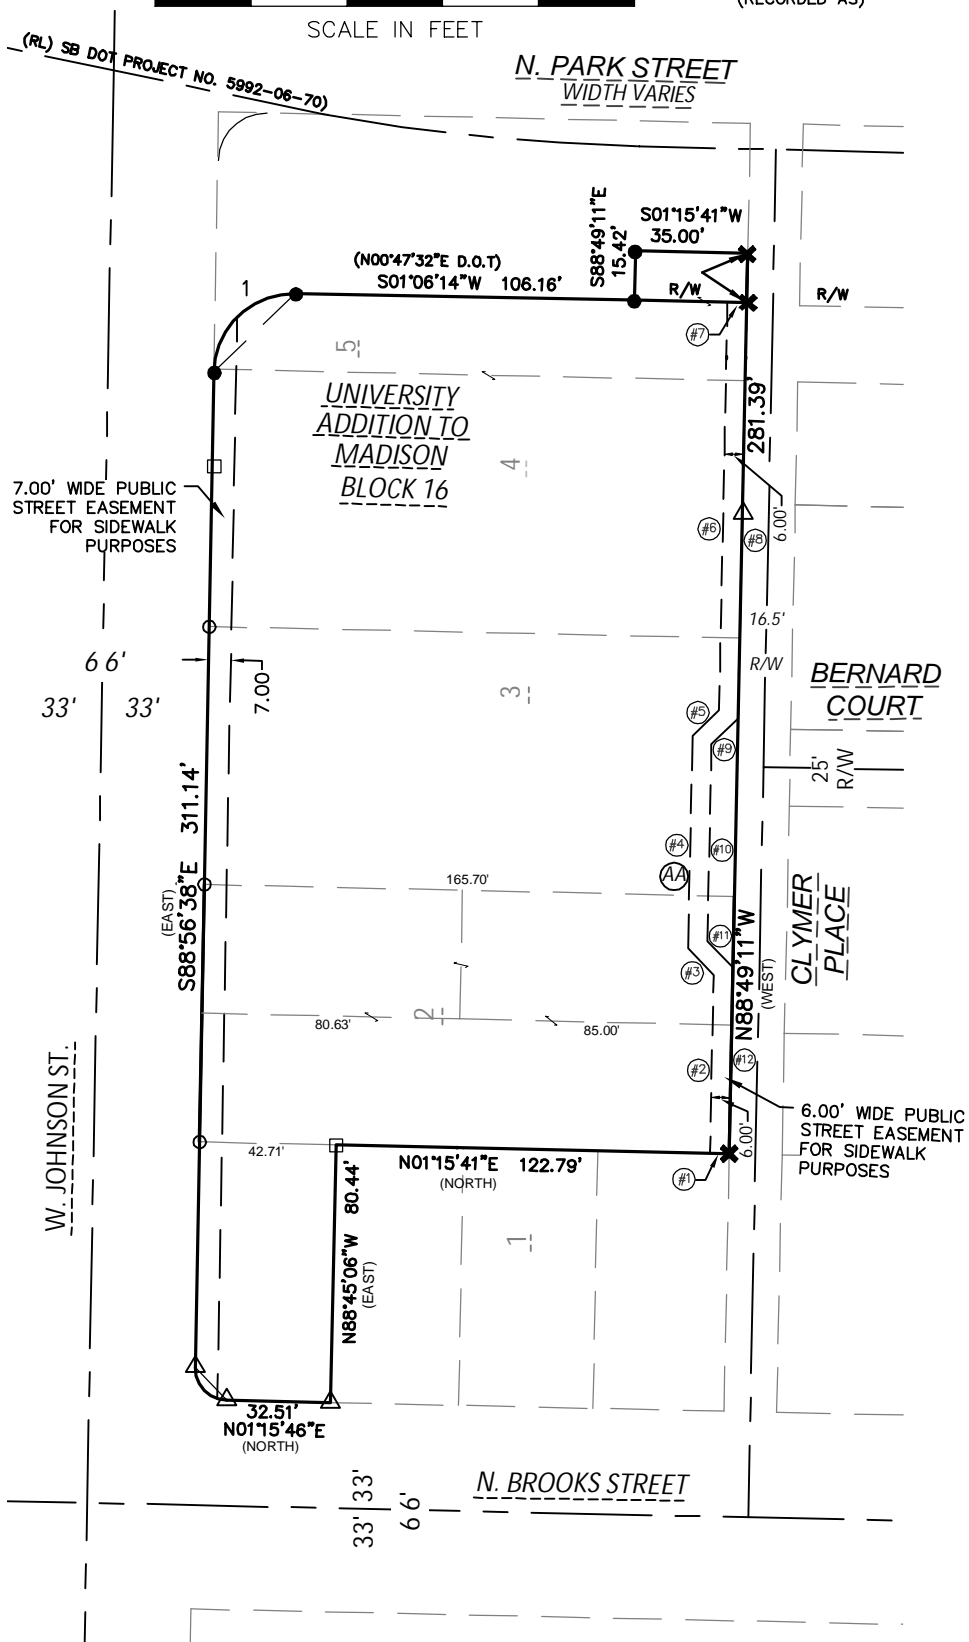 (RECORDED AS)
SCALE IN FEET
(RL) SB DOT PROJECT NO. 5992-06-70)
N. PARK STREET
WIDTH VARIES
S88°49'11"E
15.42'
S01°15'41"W
35.00'
(N00°47'32"E D.O.T)
S01°06'14"W 106.16'
R/W
R/W
1
#7
5
UNIVERSITY
ADDITION TO
MADISON
BLOCK 16
281.39'
4
7.00' WIDE PUBLIC
STREET EASEMENT
FOR SIDEWALK
PURPOSES
#6
#8
6.00'
16.5'
R/W
66'
33' 33'
7.00
3
BERNARD
COURT
#5
#9
25'
R/W
S88°56'38"E 311.14'
(EAST)
#4
#10
AA
165.70'
CLYMER
PLACE
#11
N88°49'11"W
(WEST)
#3
2
80.63'
85.00'
W. JOHNSON ST.
#2
#12
6.00' WIDE PUBLIC
STREET EASEMENT
FOR SIDEWALK
PURPOSES
6.00'
42.71'
N01°15'41"E 122.79'
(NORTH)
#1
N88°45'06"W 80.44'
(EAST)
1
32.51'
N01°15'46"E
(NORTH)
N. BROOKS STREET
33' 33'
66'